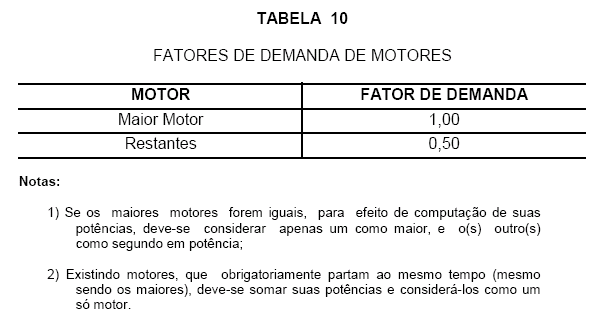 TABELA 10
FATORES DE DEMANDA DE MOTORES
MOTOR FATOR DE DEMANDA
Maior Motor 1,00
Restantes 0,50
Notas:
1) Se os maiores motores forem iguais, para efeito de computação de suas
potências, deve-se considerar apenas um como maior, e o(s) outro(s)
como segundo em potência;
2) Existindo motores, que obrigatoriamente partam ao mesmo tempo (mesmo
sendo os maiores), deve-se somar suas potências e considerá-los como um
só motor.